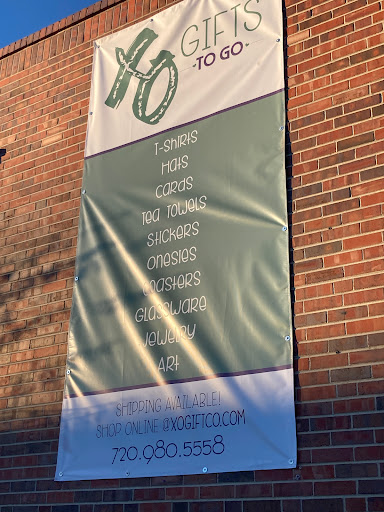 XO GIFTS
•TO GO•
T-SHIRTS
HATS
CARDS
TEA TOWELS
STICKERS
ONESIES
COASTERS
GLASSWARE
JEWELRY
ART
SHIPPING AVAILABLE!
SHOP ONLINE @XOGIFTCO.COM
720.980.5558